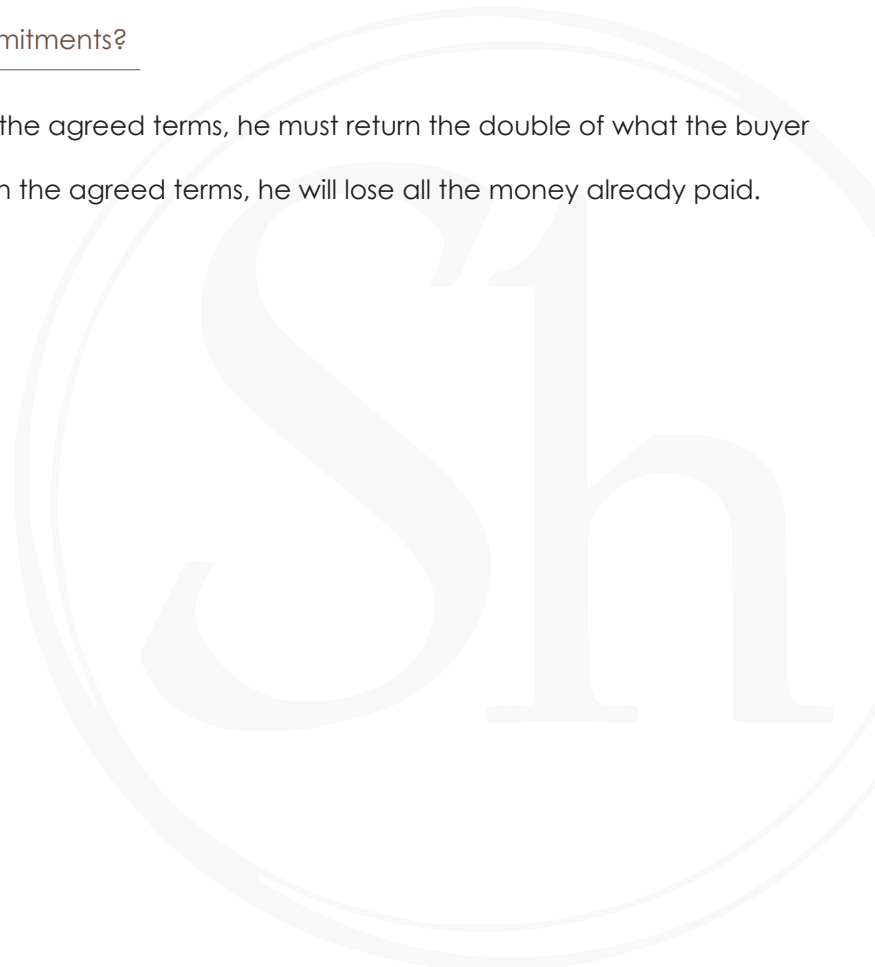 mitments?
the agreed terms, he must return the double of what the buyer
the agreed terms, he will lose all the money already paid.
Sh